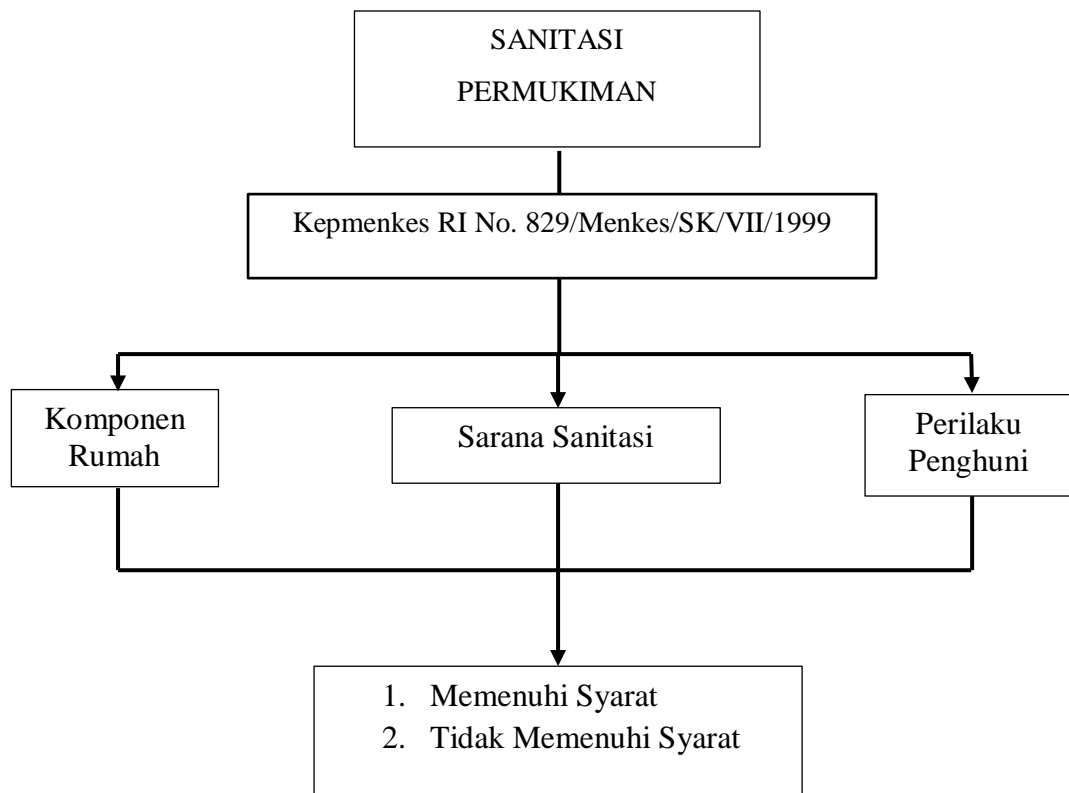 SANITASI
PERMUKIMAN
Kepmenkes RI No. 829/Menkes/SK/VII/1999
Komponen
Rumah
Sarana Sanitasi
Perilaku
Penghuni
1. Memenuhi Syarat
2. Tidak Memenuhi Syarat